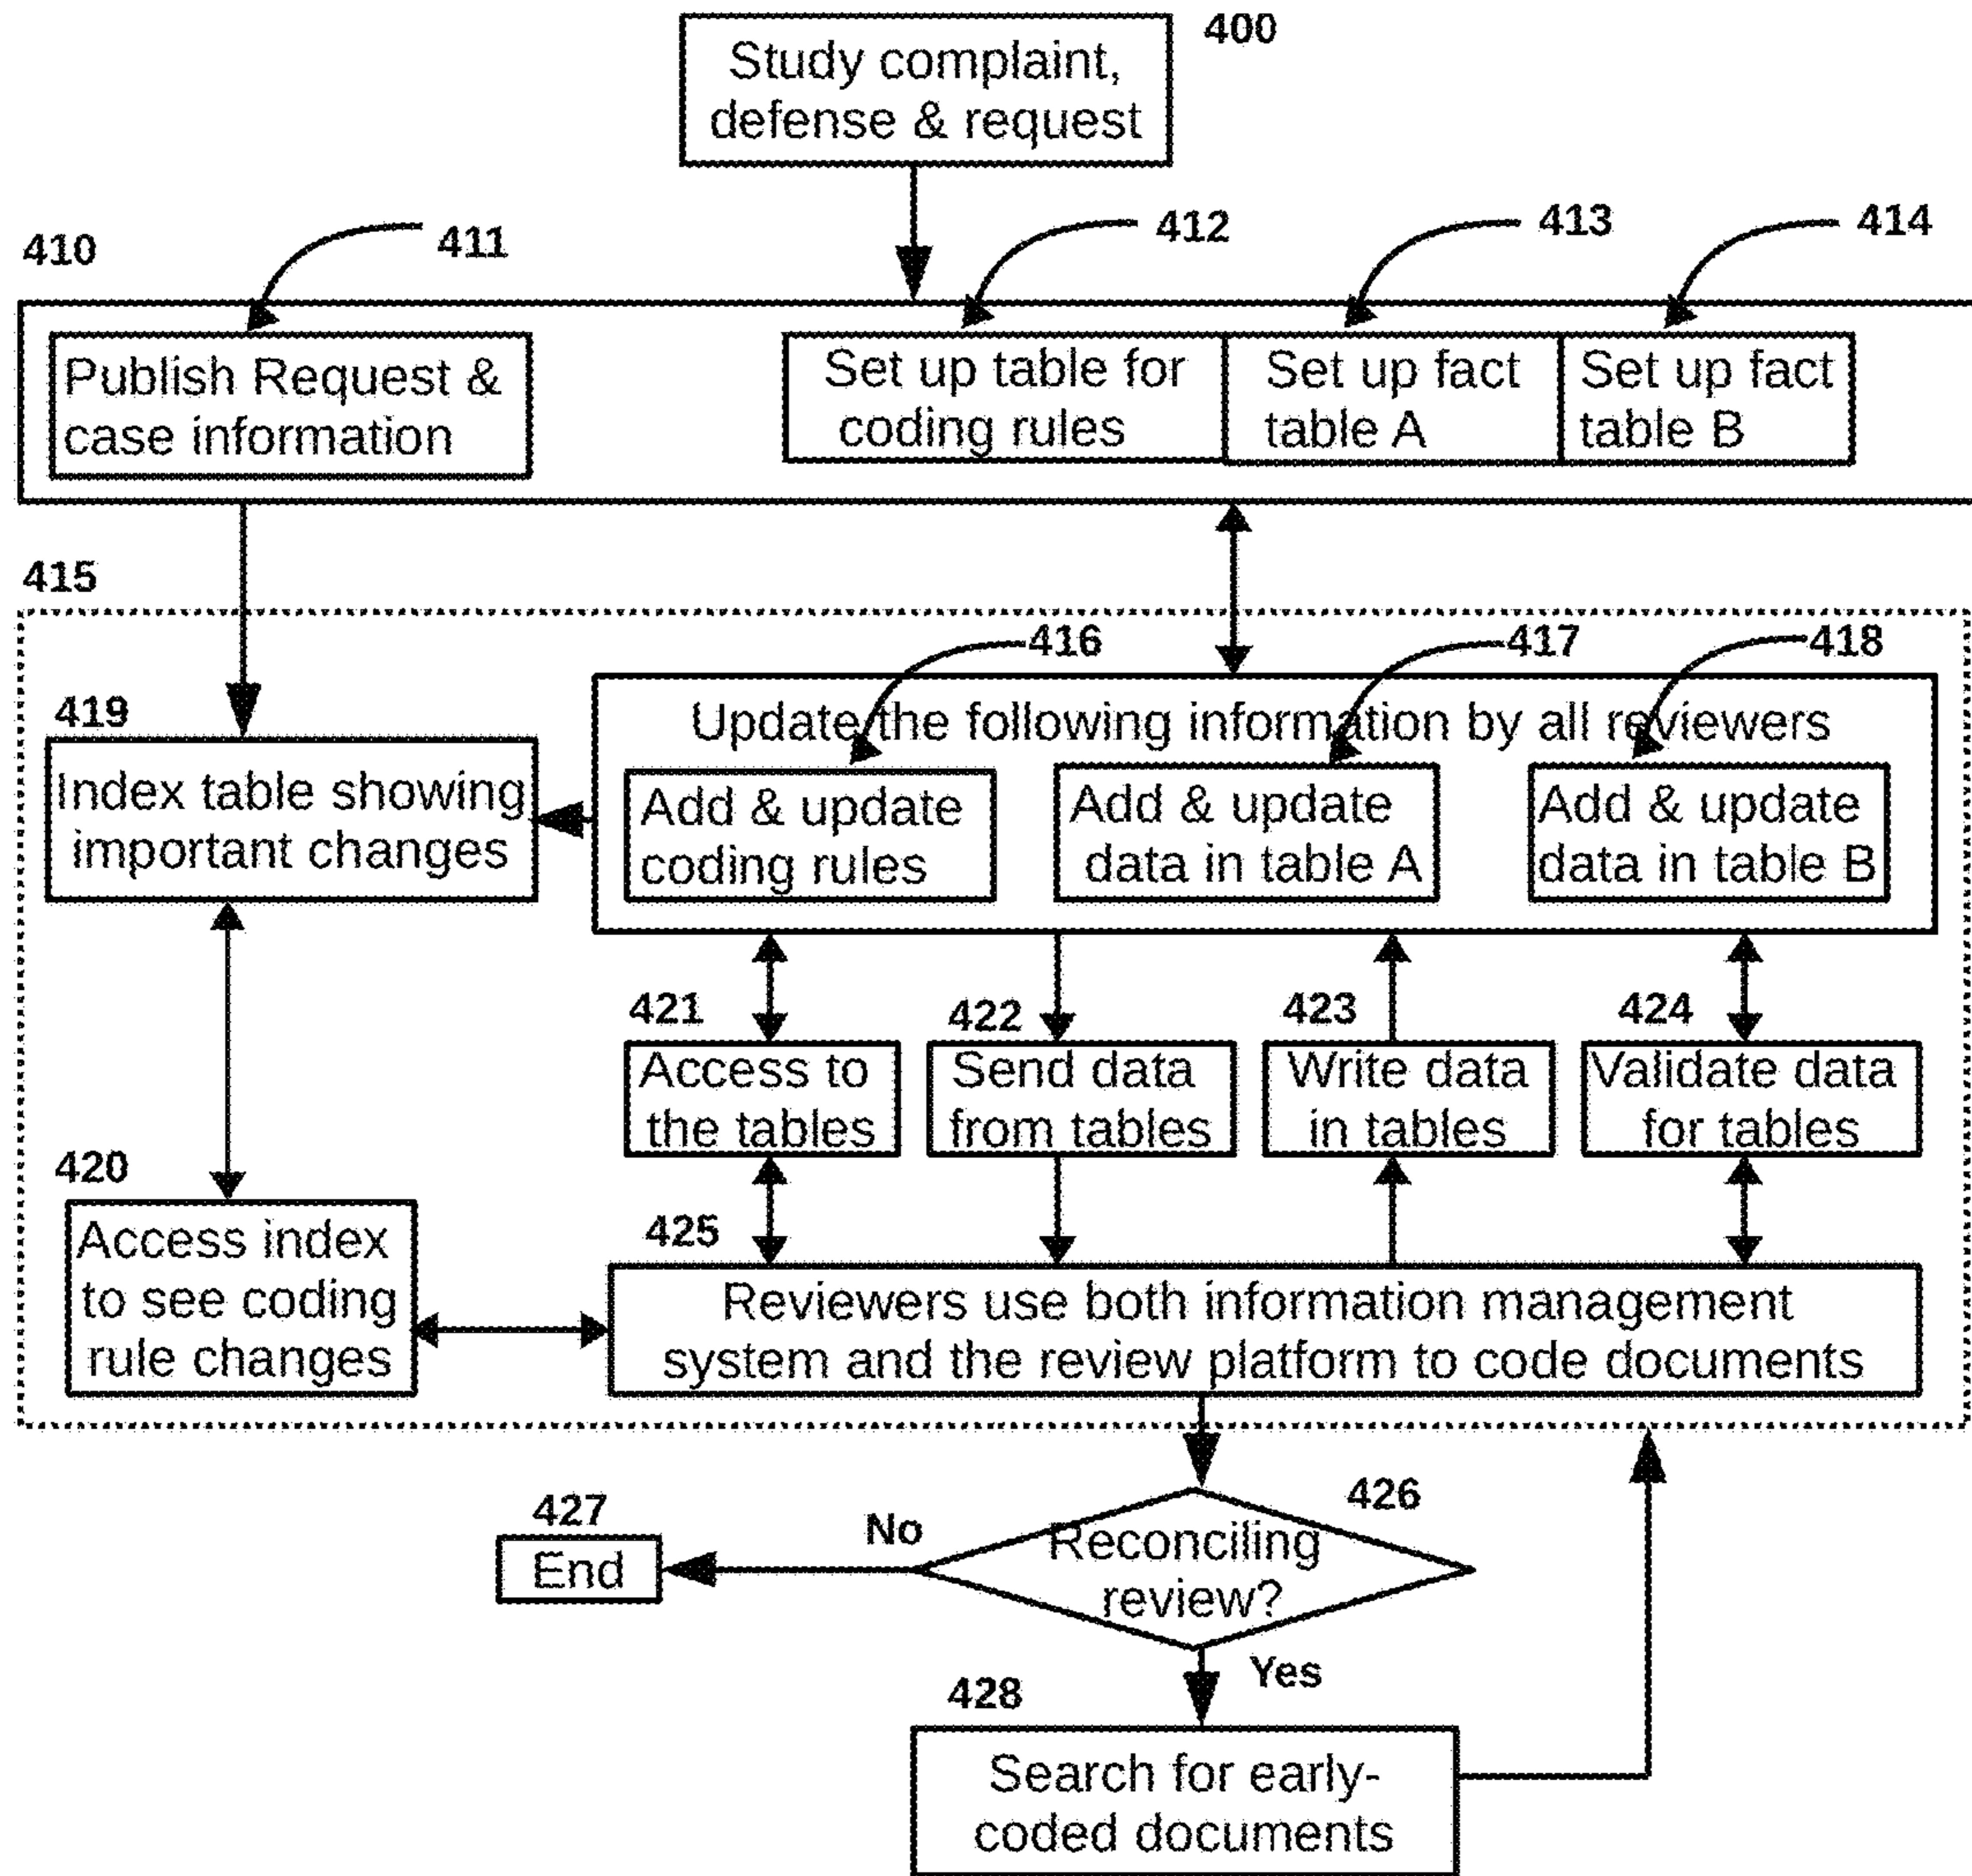 400
Study complaint,
defense & request
410
411
412
413
414
Publish Request &
case information
Set up table for
coding rules
Set up fact
table A
Set up fact
table B
415
416
417
418
419
Update the following information by all reviewers
Index table showing
important changes
Add & update
coding rules
Add & update
data in table A
Add & update
data in table B
421
422
423
424
Access to
the tables
Send data
from tables
Write data
in tables
Validate data
for tables
420
Access index
to see coding
rule changes
425
Reviewers use both information management
system and the review platform to code documents
426
427
No
End
Reconciling
review?
Yes
428
Search for early-
coded documents